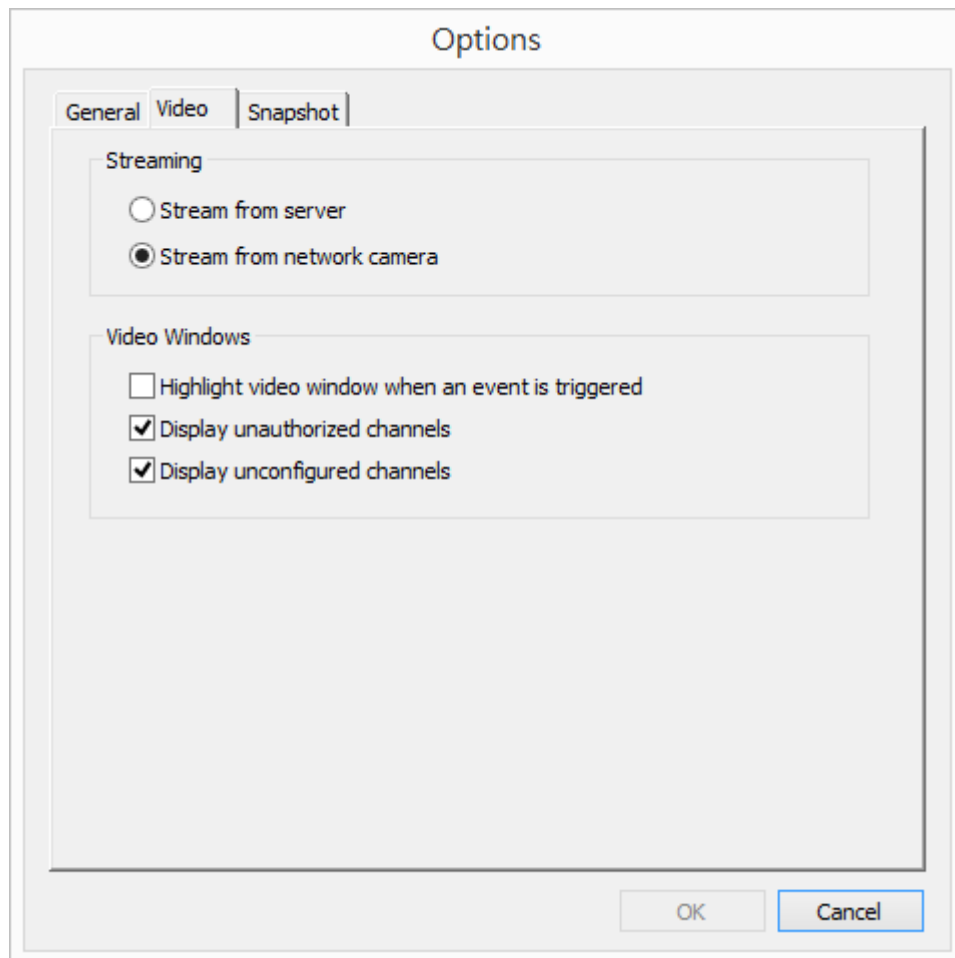 Options
General Video Snapshot
Streaming
Stream from server
Stream from network camera
Video Windows
Highlight video window when an event is triggered
Display unauthorized channels
Display unconfigured channels
OK Cancel